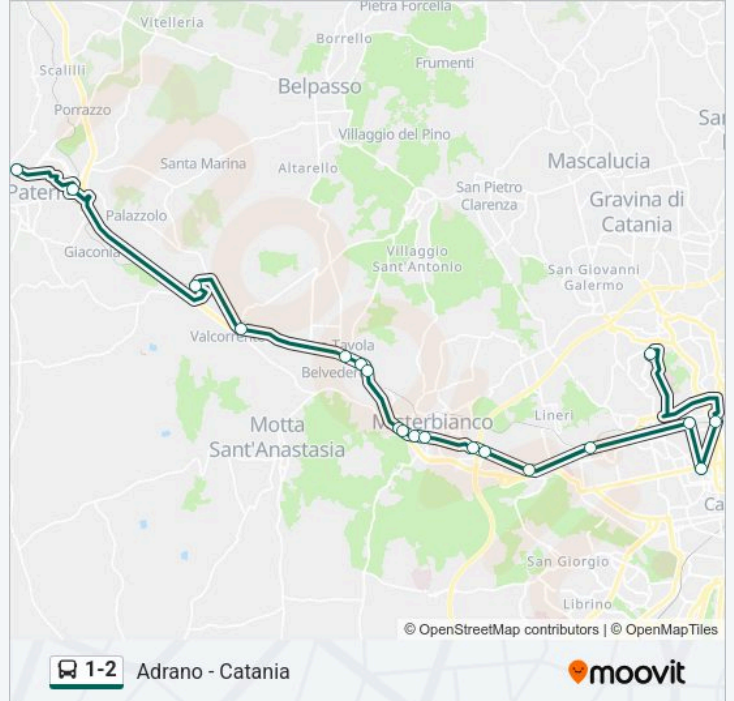 Pietra Forcella
Vitelleria
Borrello
Scalilli
Frumenti
Belpasso
Porrazzo
Villaggio del Pino
Santa Marina
Altarello
Mascalucia
San Pietro
Clarenza
Gravina di
Catania
Palazzolo
Giaconia
Villaggio
Sant'Antonio
San Giovanni
Galermo
Tavola
Lineri
Motta
Sant'Anastasia
San Giorgio
Librino
© OpenStreetMap contributors | © OpenMapTiles
1-2 Adrano - Catania
moovit